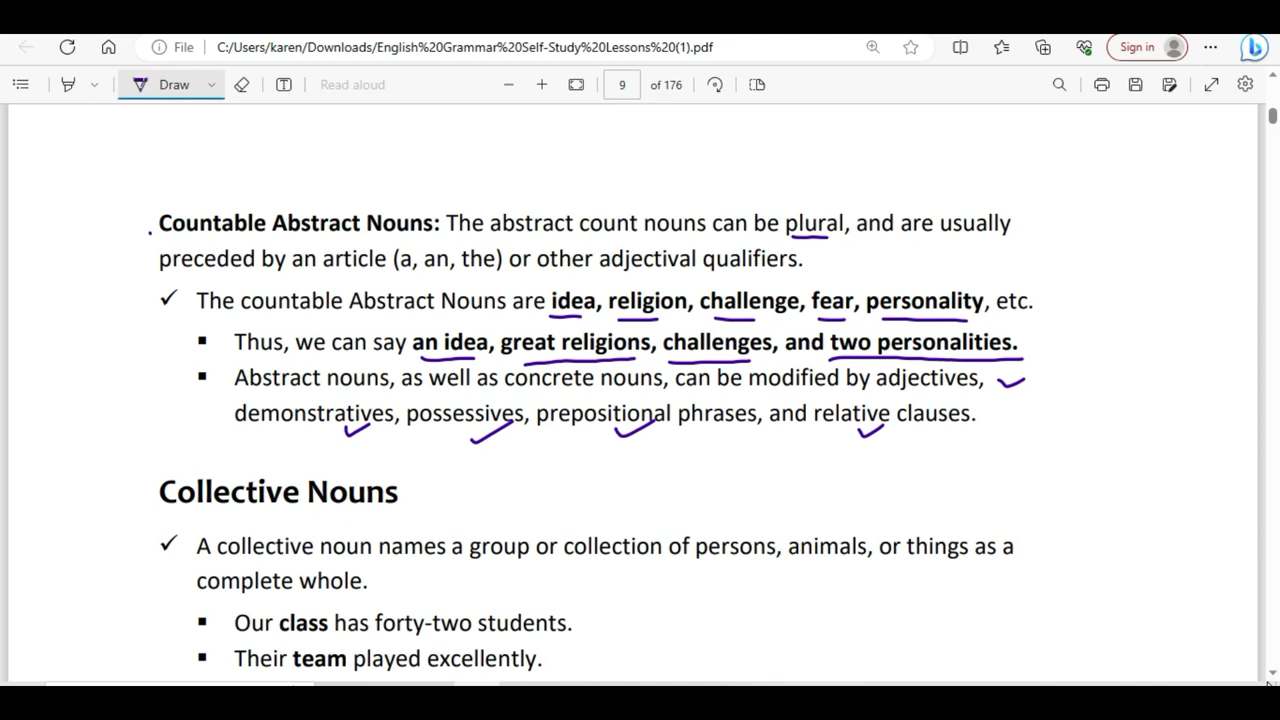 File C:/Users/karen/Downloads/English%20Grammar%20Self-Study%20Lessons%20(1).pdf Sign in
Draw Read aloud 9 of 176
Countable Abstract Nouns: The abstract count nouns can be plural, and are usually
preceded by an article (a, an, the) or other adjectival qualifiers.
✓ The countable Abstract Nouns are idea, religion, challenge, fear, personality, etc.
▪ Thus, we can say an idea, great religions, challenges, and two personalities.
▪ Abstract nouns, as well as concrete nouns, can be modified by adjectives,
demonstratives, possessives, prepositional phrases, and relative clauses.
Collective Nouns
✓ A collective noun names a group or collection of persons, animals, or things as a
complete whole.
▪ Our class has forty-two students.
▪ Their team played excellently.